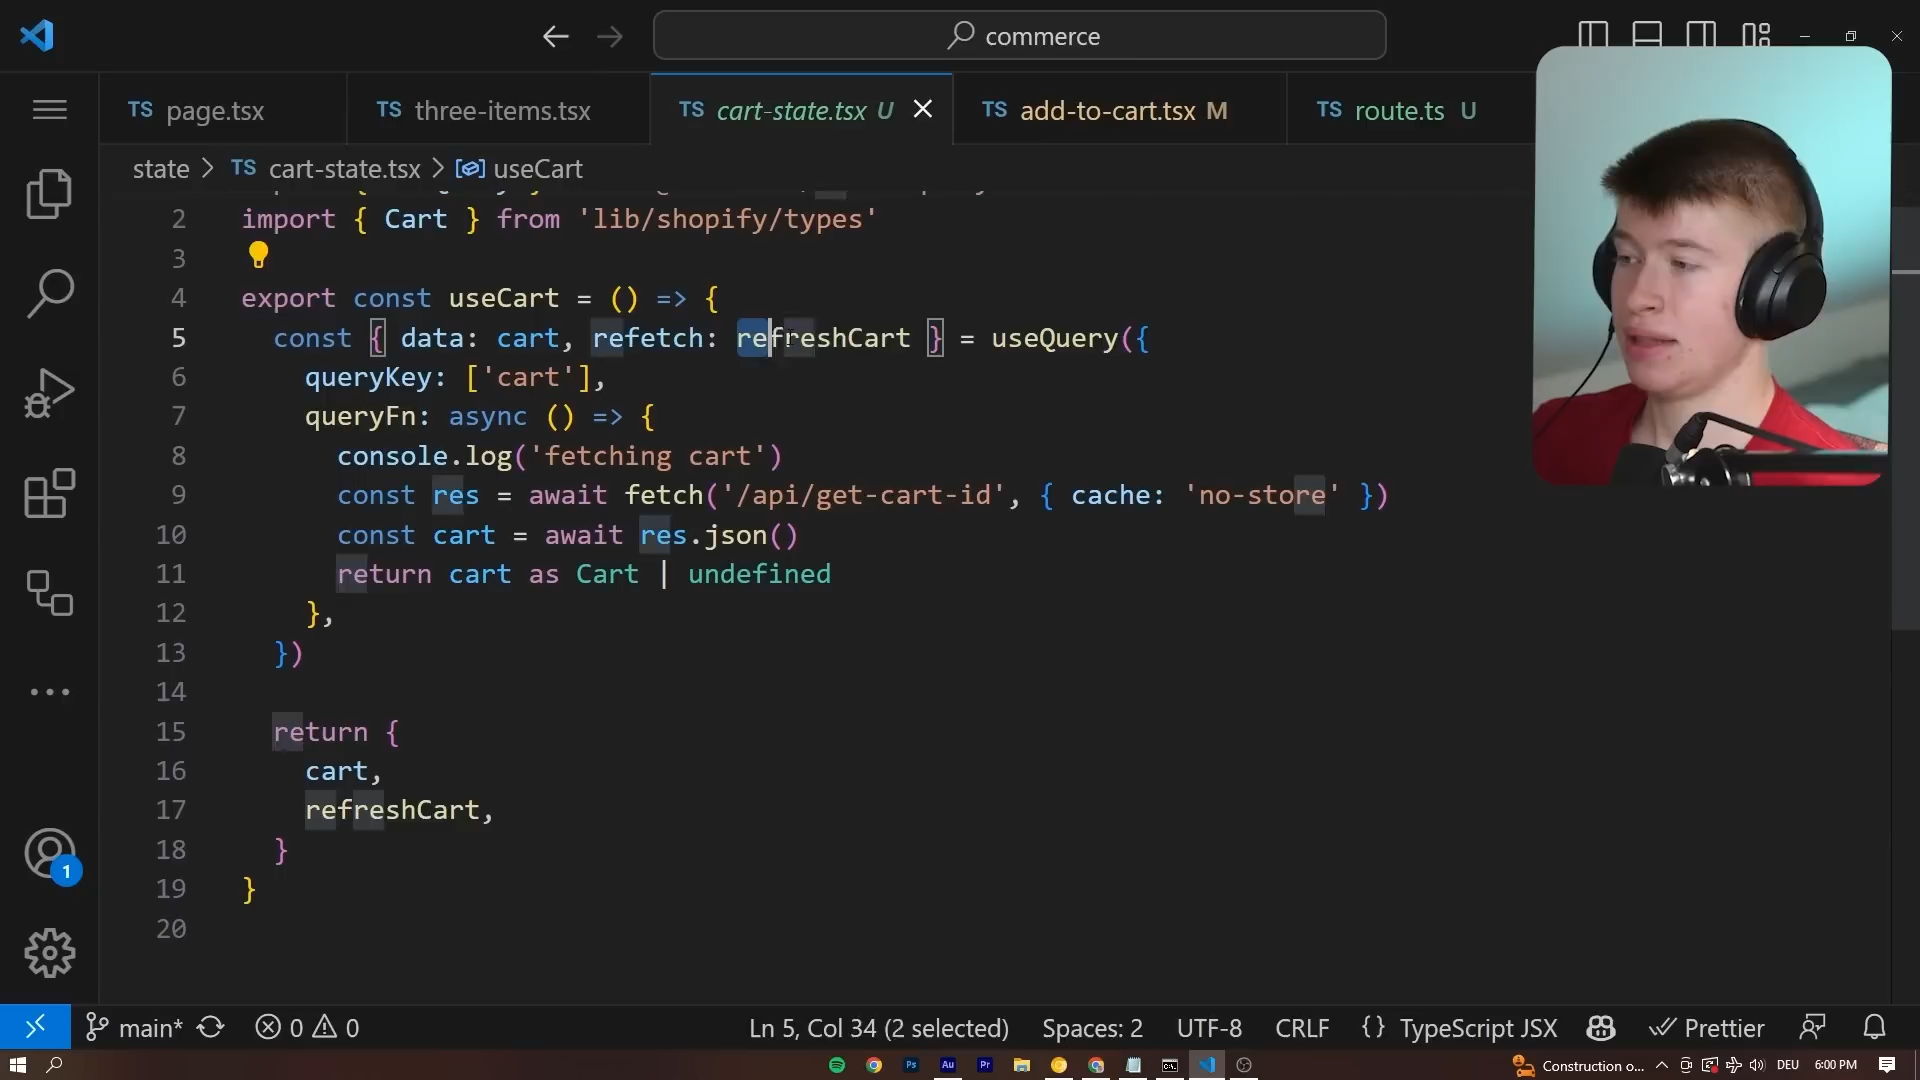 commerce
TS page.tsx
TS three-items.tsx
TS cart-state.tsx U
TS add-to-cart.tsx M
TS route.ts U
state > TS cart-state.tsx > useCart
2 import { Cart } from 'lib/shopify/types'
3
4 export const useCart = () => {
5 const { data: cart, refetch: refreshCart } = useQuery({
6 queryKey: ['cart'],
7 queryFn: async () => {
8 console.log('fetching cart')
9 const res = await fetch('/api/get-cart-id', { cache: 'no-store' })
10 const cart = await res.json()
11 return cart as Cart | undefined
12 },
13 })
14
15 return {
16 cart,
17 refreshCart,
18 }
19 }
20
1
main* 0 0 Ln 5, Col 34 (2 selected) Spaces: 2 UTF-8 CRLF {} TypeScript JSX Prettier
Ps Au Pr Construction o... DEU 6:00 PM